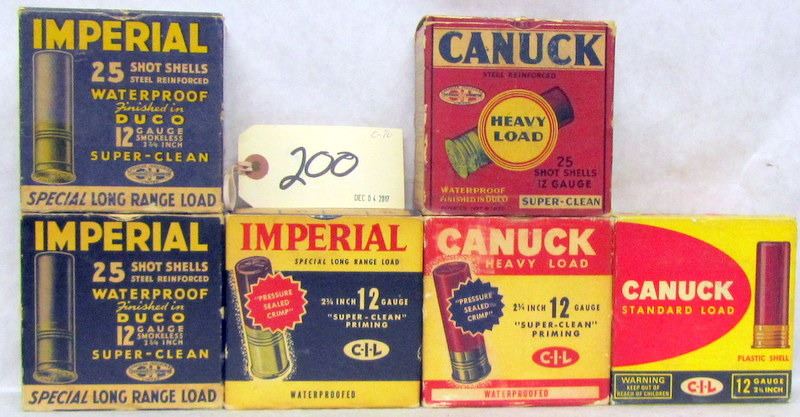 IMPERIAL
25 SHOT SHELLS
STEEL REINFORCED
WATERPROOF
Finished in
DUCO
12 GAUGE
SMOKELESS
2¾ INCH
SUPER-CLEAN
SPECIAL LONG RANGE LOAD
C-10
200
DEC 04 2017
CANUCK
STEEL REINFORCED
HEAVY
LOAD
25
SHOT SHELLS
12 GAUGE
WATERPROOF
FINISHED IN DUCO
SUPER-CLEAN
IMPERIAL
25 SHOT SHELLS
STEEL REINFORCED
WATERPROOF
Finished in
DUCO
12 GAUGE
SMOKELESS
2¾ INCH
SUPER-CLEAN
SPECIAL LONG RANGE LOAD
IMPERIAL
SPECIAL LONG RANGE LOAD
"PRESSURE
SEALED
CRIMP"
2¾ INCH 12 GAUGE
"SUPER-CLEAN"
PRIMING
C-I-L
WATERPROOFED
CANUCK
HEAVY LOAD
"PRESSURE
SEALED
CRIMP"
2¾ INCH 12 GAUGE
"SUPER-CLEAN"
PRIMING
C-I-L
WATERPROOFED
CANUCK
STANDARD LOAD
PLASTIC SHELL
WARNING
KEEP OUT OF
REACH OF CHILDREN
C-I-L
12 GAUGE
2¾ INCH